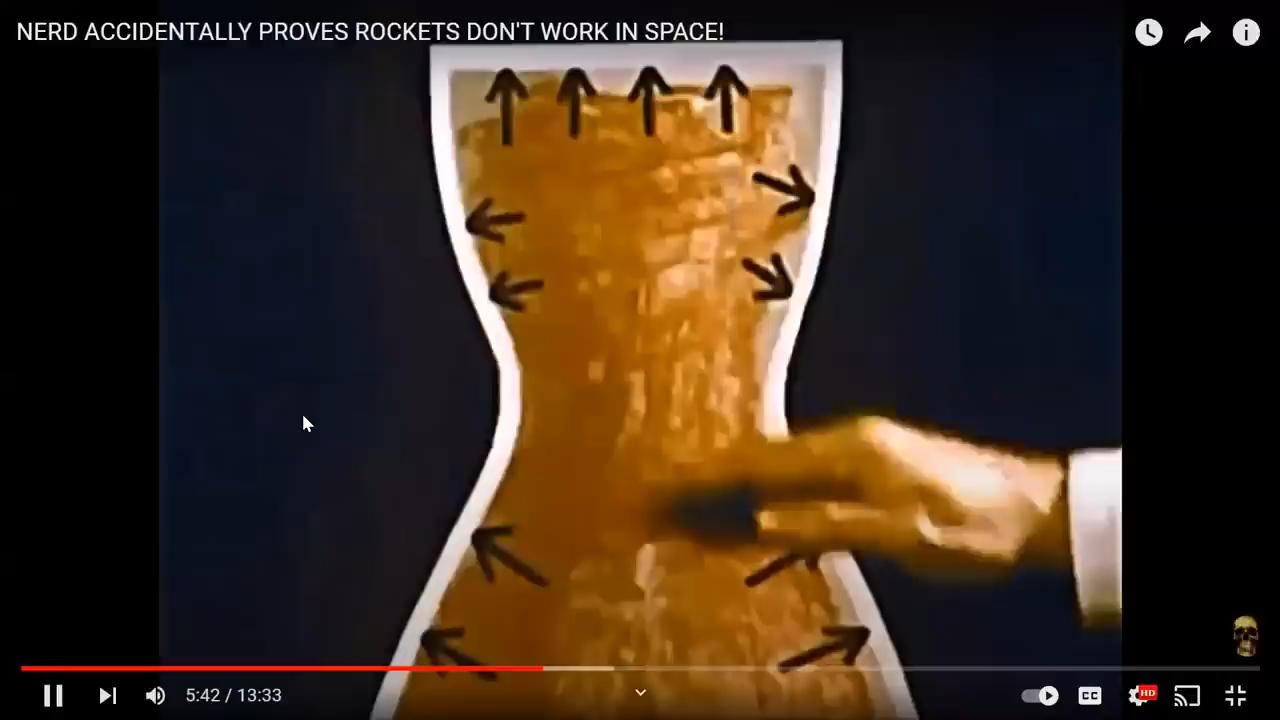 NERD ACCIDENTALLY PROVES ROCKETS DON'T WORK IN SPACE!
5:42 / 13:33
CC
HD